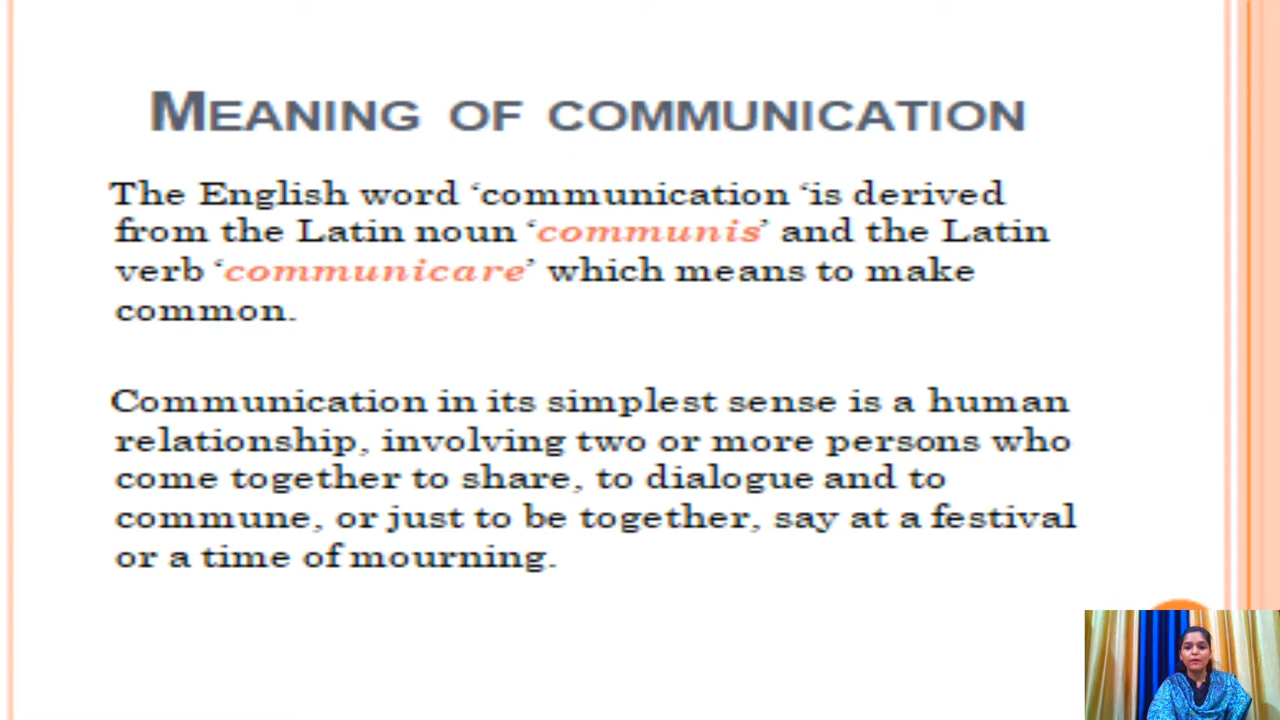 MEANING OF COMMUNICATION
The English word ‘communication ‘is derived
from the Latin noun ‘communis’ and the Latin
verb ‘communicare’ which means to make
common.
Communication in its simplest sense is a human
relationship, involving two or more persons who
come together to share, to dialogue and to
commune, or just to be together, say at a festival
or a time of mourning.